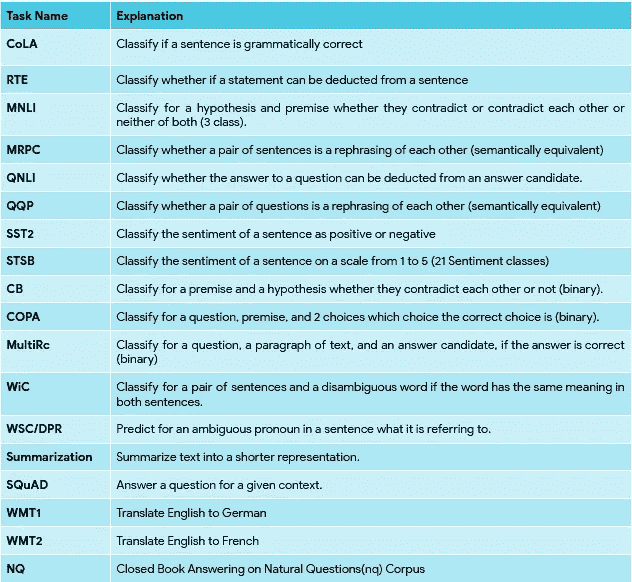 Task Name Explanation
CoLA Classify if a sentence is grammatically correct
RTE Classify whether if a statement can be deducted from a sentence
MNLI Classify for a hypothesis and premise whether they contradict or contradict each other or
neither of both (3 class).
MRPC Classify whether a pair of sentences is a rephrasing of each other (semantically equivalent)
QNLI Classify whether the answer to a question can be deducted from an answer candidate.
QQP Classify whether a pair of questions is a rephrasing of each other (semantically equivalent)
SST2 Classify the sentiment of a sentence as positive or negative
STSB Classify the sentiment of a sentence on a scale from 1 to 5 (21 Sentiment classes)
CB Classify for a premise and a hypothesis whether they contradict each other or not (binary).
COPA Classify for a question, premise, and 2 choices which choice the correct choice is (binary).
MultiRc Classify for a question, a paragraph of text, and an answer candidate, if the answer is correct
(binary)
WiC Classify for a pair of sentences and a disambiguous word if the word has the same meaning in
both sentences.
WSC/DPR Predict for an ambiguous pronoun in a sentence what it is referring to.
Summarization Summarize text into a shorter representation.
SQuAD Answer a question for a given context.
WMT1 Translate English to German
WMT2 Translate English to French
NQ Closed Book Answering on Natural Questions(nq) Corpus